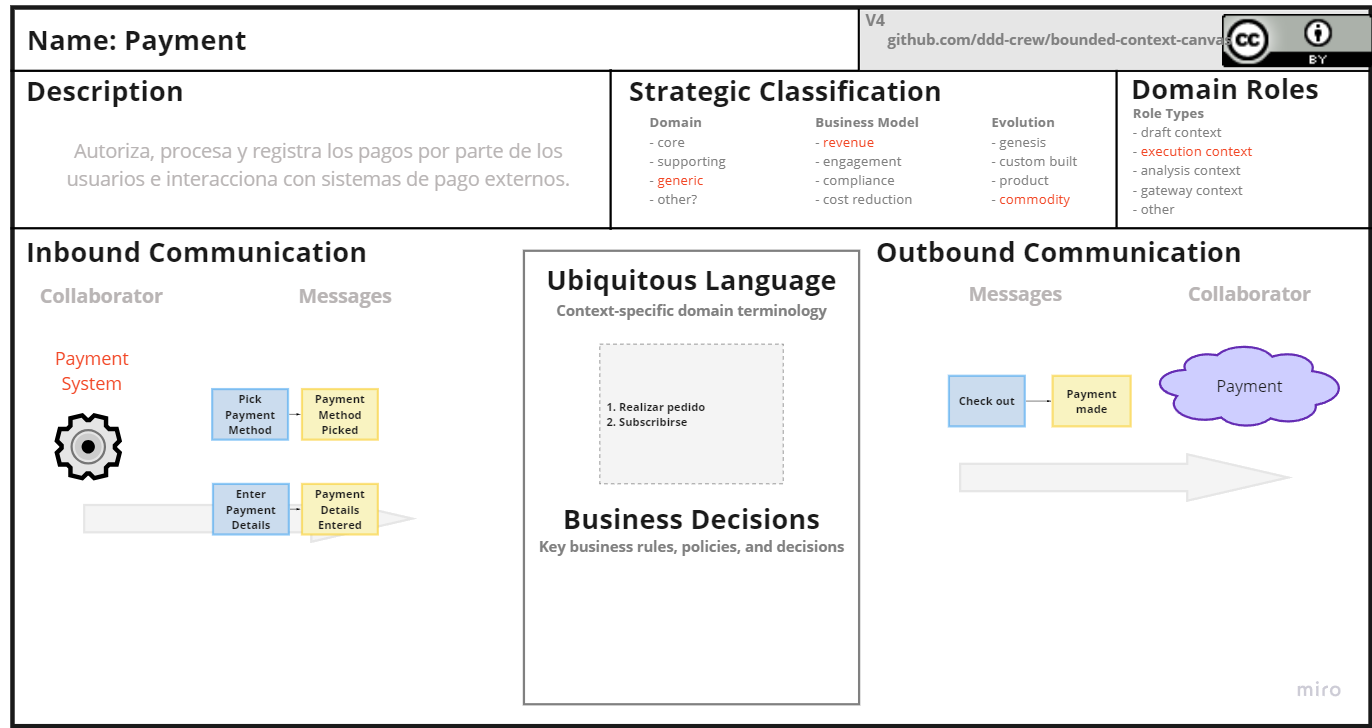 Name: Payment
V4
github.com/ddd-crew/bounded-context-canvas
BY
Description
Autoriza, procesa y registra los pagos por parte de los
usuarios e interacciona con sistemas de pago externos.
Strategic Classification
Domain
- core
- supporting
- generic
- other?
Business Model
- revenue
- engagement
- compliance
- cost reduction
Evolution
- genesis
- custom built
- product
- commodity
Domain Roles
Role Types
- draft context
- execution context
- analysis context
- gateway context
- other
Inbound Communication
Collaborator
Messages
Payment
System
Pick
Payment
Method
Payment
Method
Picked
Enter
Payment
Details
Payment
Details
Entered
Ubiquitous Language
Context-specific domain terminology
1. Realizar pedido
2. Subscribirse
Business Decisions
Key business rules, policies, and decisions
Outbound Communication
Messages
Collaborator
Check out
Payment
made
Payment
miro